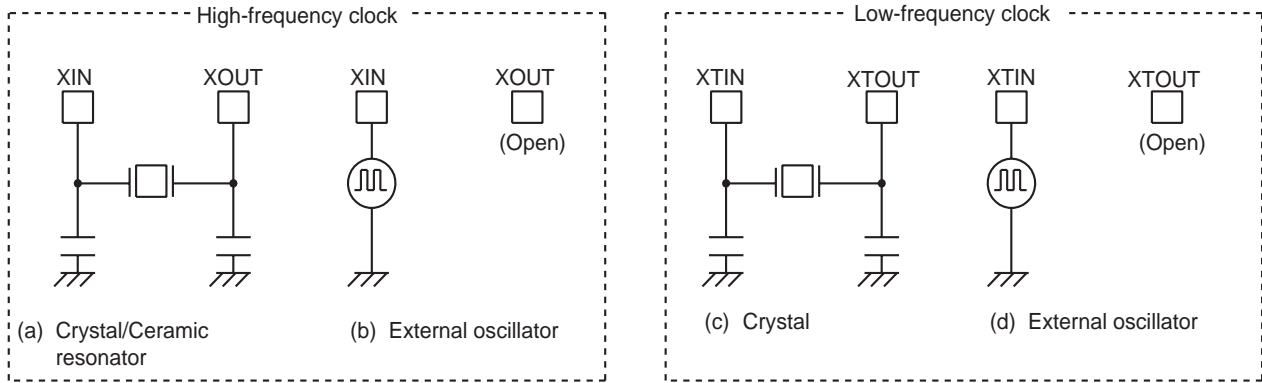 High-frequency clock
Low-frequency clock
XIN
XOUT
XIN
XOUT
(Open)
XTIN
XTOUT
XTIN
XTOUT
(Open)
(a) Crystal/Ceramic
resonator
(b) External oscillator
(c) Crystal
(d) External oscillator